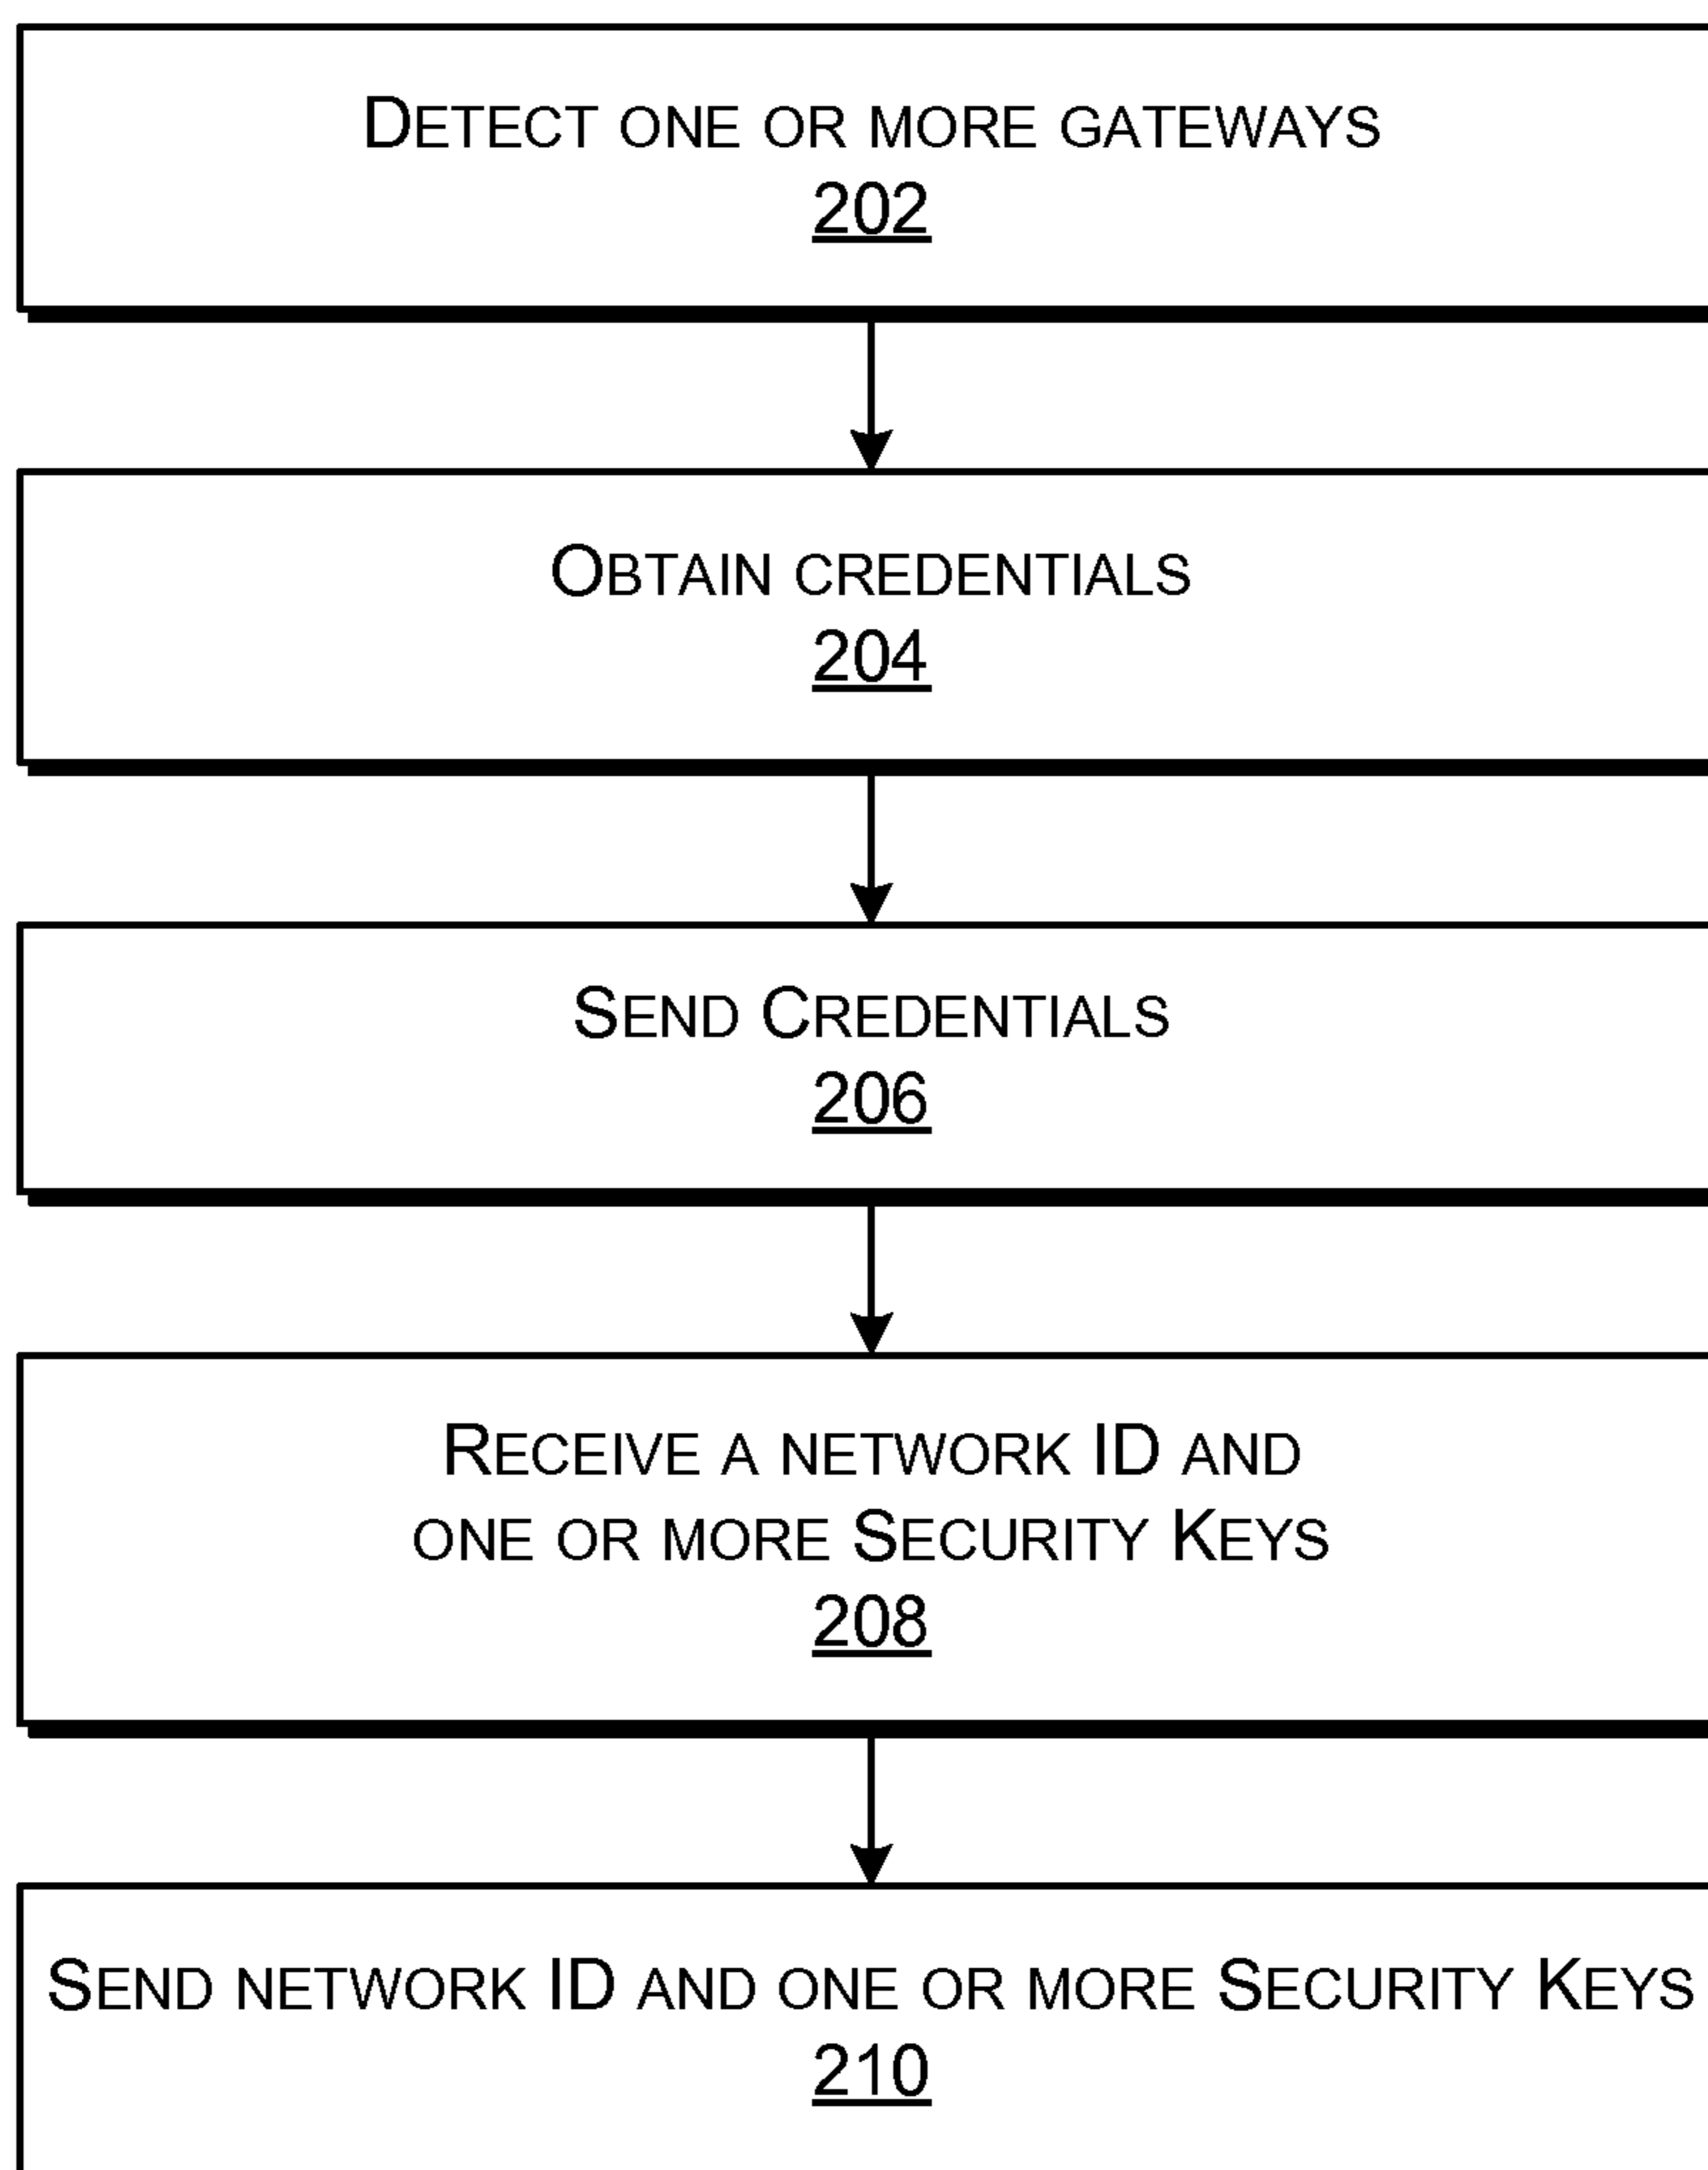 DETECT ONE OR MORE GATEWAYS
202
OBTAIN CREDENTIALS
204
SEND CREDENTIALS
206
RECEIVE A NETWORK ID AND
ONE OR MORE SECURITY KEYS
208
SEND NETWORK ID AND ONE OR MORE SECURITY KEYS
210